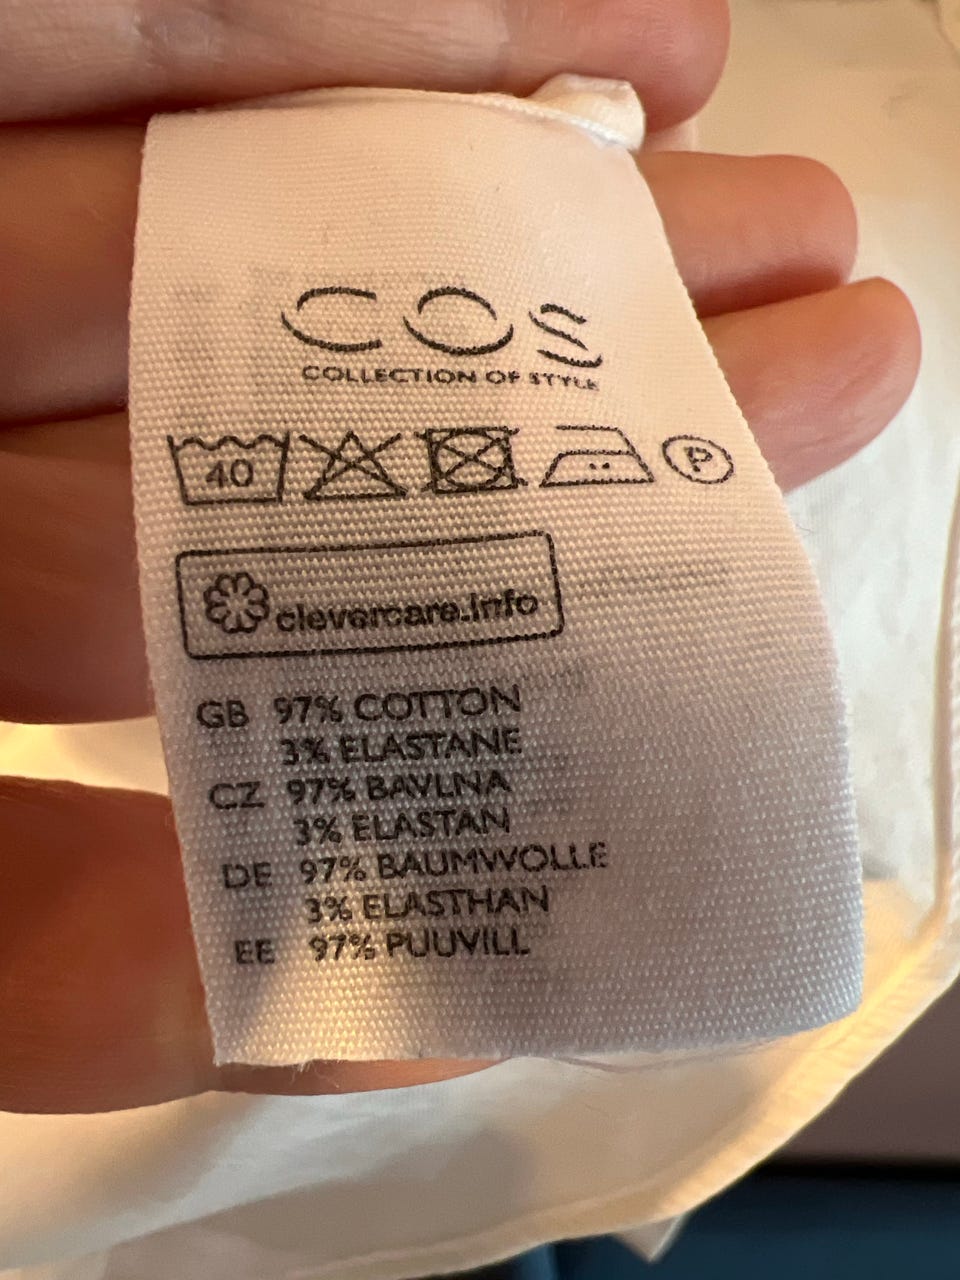 COS
COLLECTION OF STYLE
40 P
clevercare.info
GB 97% COTTON
3% ELASTANE
CZ 97% BAVLNA
3% ELASTAN
DE 97% BAUMWOLLE
3% ELASTHAN
EE 97% PUUVILL